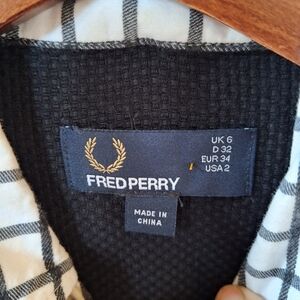 UK 6
D 32
EUR 34
USA 2
FRED PERRY
MADE IN
CHINA